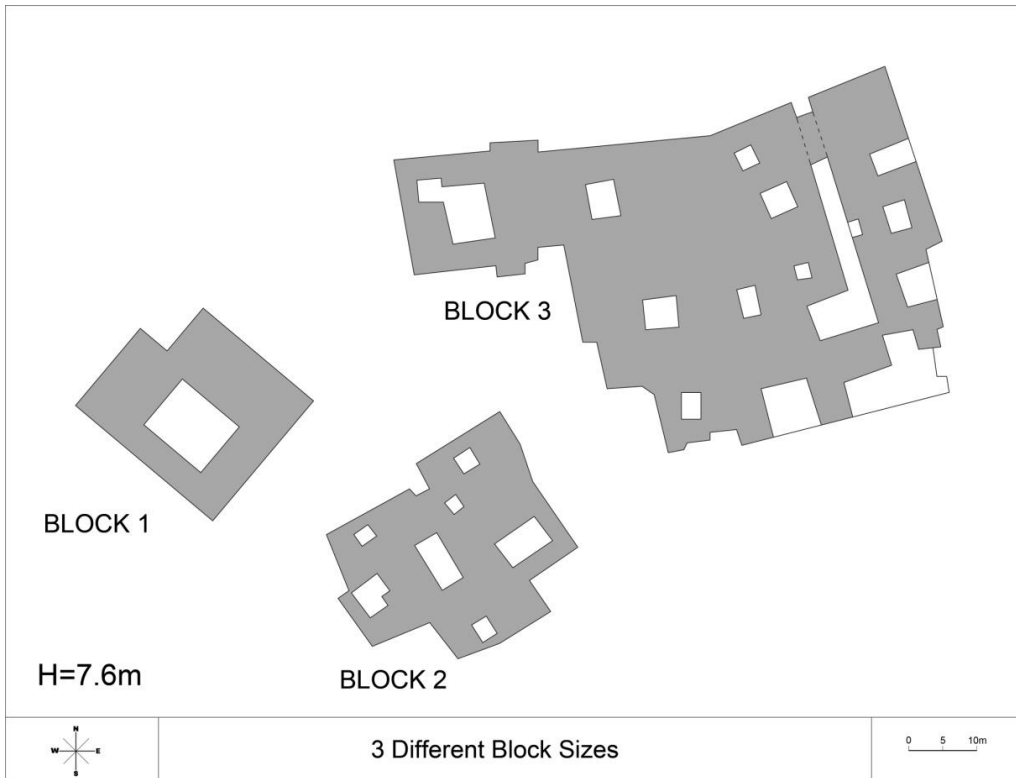 BLOCK 3
BLOCK 1
BLOCK 2
H=7.6m
N
W E
S
3 Different Block Sizes
0 5 10m